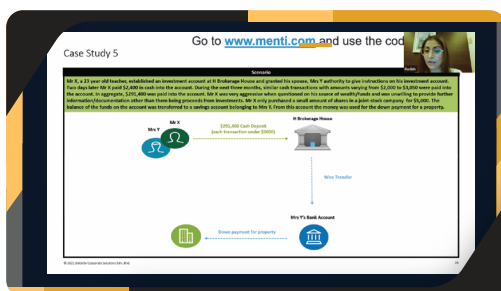 Go to www.menti.com and use the cod
Case Study 5
Scenario
Mr X, a 23 year old teacher, established an investment account at H Brokerage House and granted his spouse, Mrs Y authority to give instructions on his investment account.
Two days later Mr X paid $2,400 in cash into the account. During the next three months, similar cash transactions with amounts varying from $2,000 to $3,050 were paid into
the account. In aggregate, $291,400 was paid into the account. Mr X was very aggressive when questioned on his source of wealth/funds and was unwilling to provide further
information/documentation other than them being proceeds from investments. Mr X only purchased a small amount of shares in a joint-stock company for $5,000. The
balance of the funds on the account was transferred to a savings account belonging to Mrs Y. From this account the money was used for the down payment for a property.
H Brokerage House
Mr X
Mrs Y
$291,400 Cash Deposit
(each transaction under $5000)
Wire Transfer
Mrs Y's Bank Account
Down payment for property